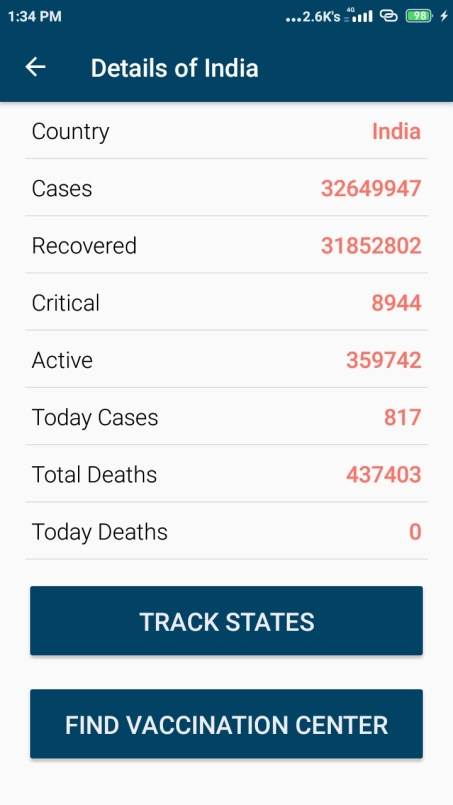 1:34 PM ...2.6K's 4G 98
Details of India
Country India
Cases 32649947
Recovered 31852802
Critical 8944
Active 359742
Today Cases 817
Total Deaths 437403
Today Deaths 0
TRACK STATES
FIND VACCINATION CENTER